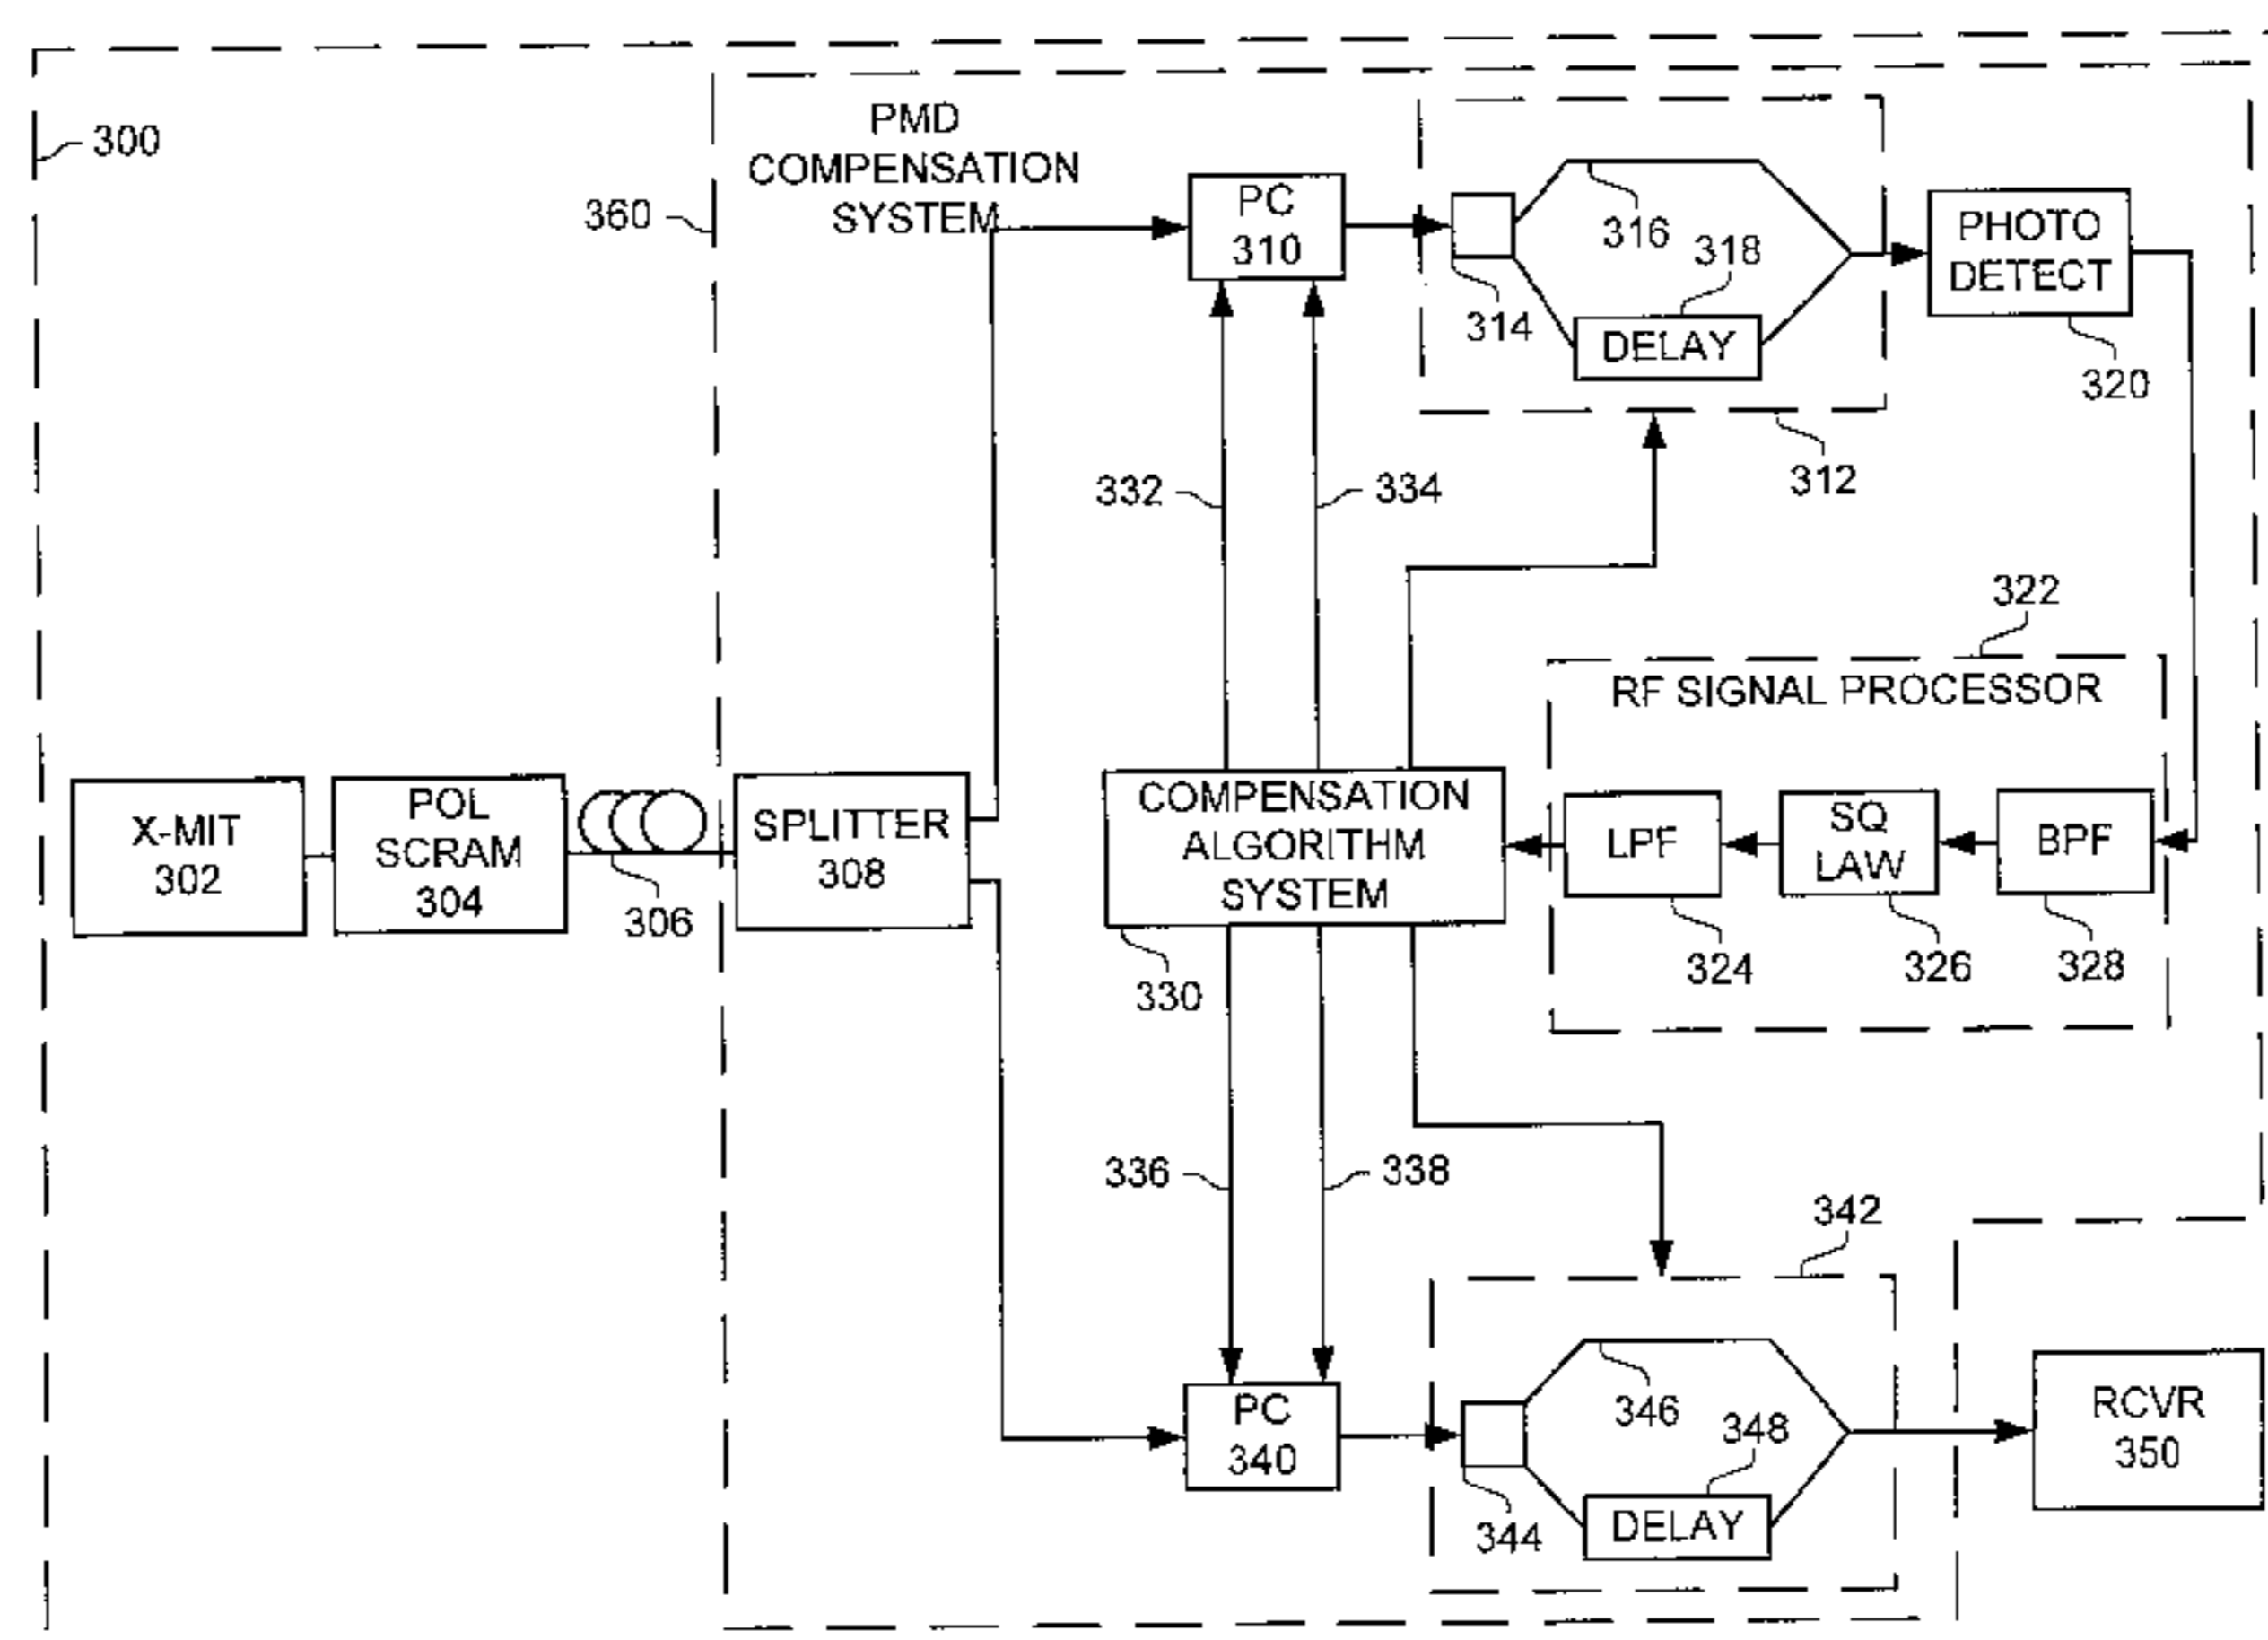 300
PMD
COMPENSATION
SYSTEM
360
PC
310
316
318
314
DELAY
PHOTO
DETECT
320
312
332
334
322
RF SIGNAL PROCESSOR
X-MIT
302
POL
SCRAM
304
306
SPLITTER
308
COMPENSATION
ALGORITHM
SYSTEM
330
LPF
324
SQ
LAW
326
BPF
328
336
338
342
PC
340
346
348
344
DELAY
RCVR
350